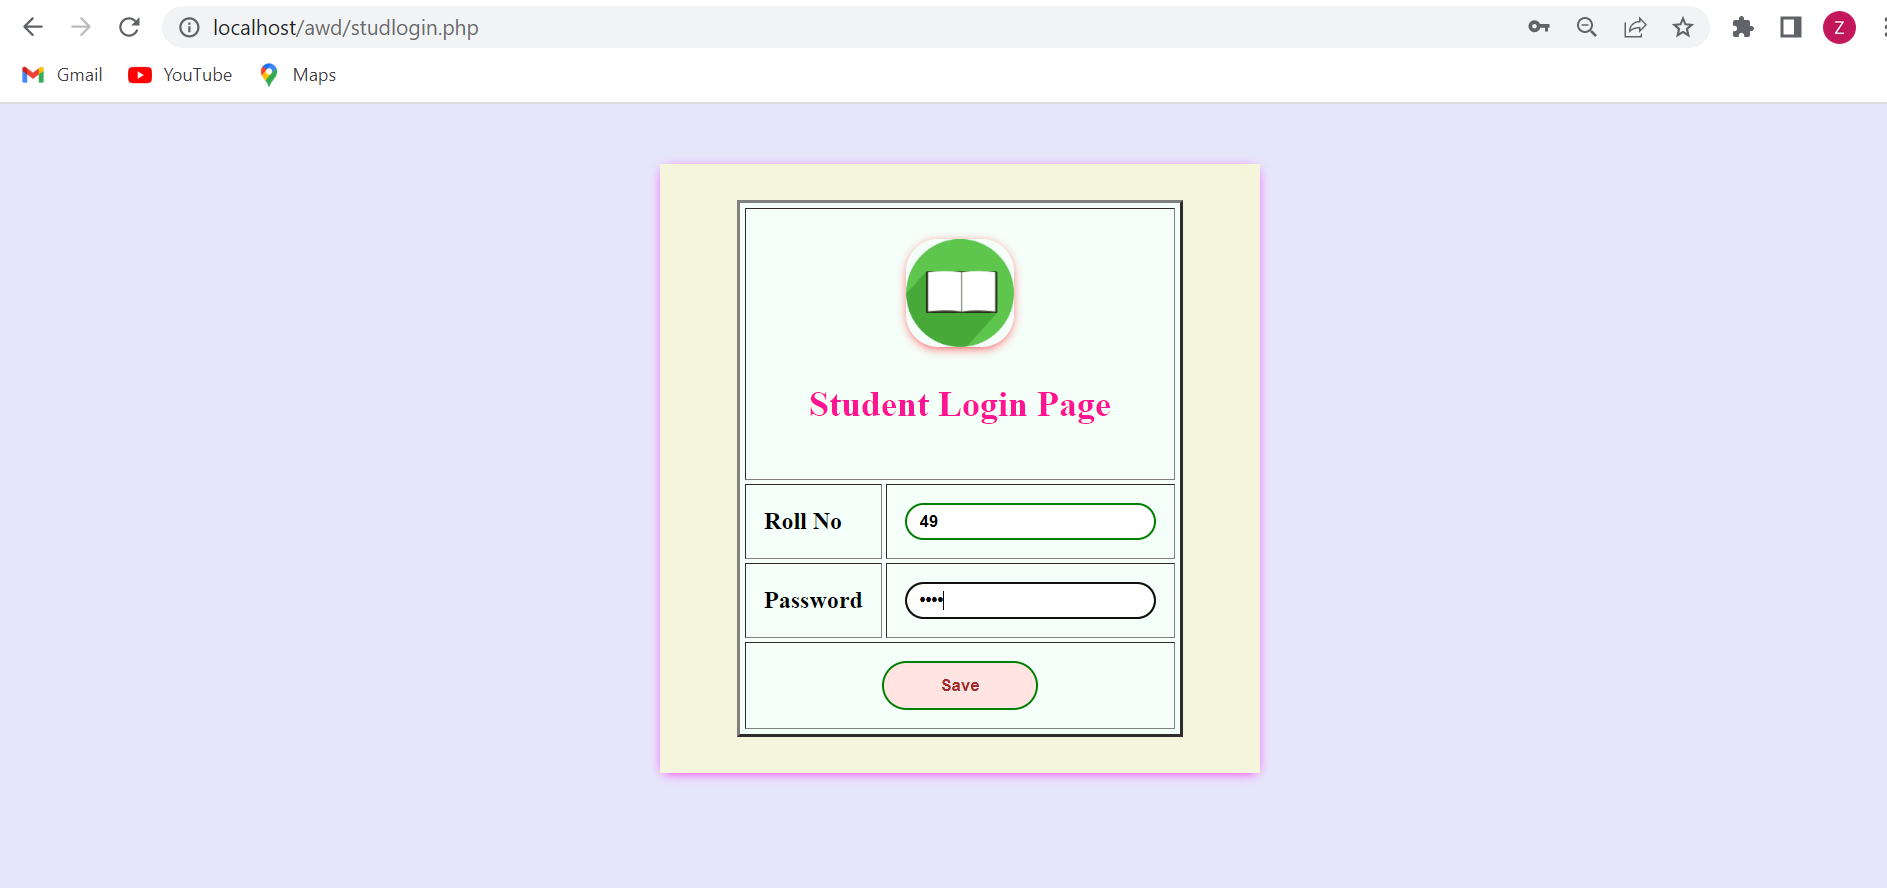 localhost/awd/studlogin.php
Z
Gmail YouTube Maps
Student Login Page
Roll No 49
Password ••••
Save